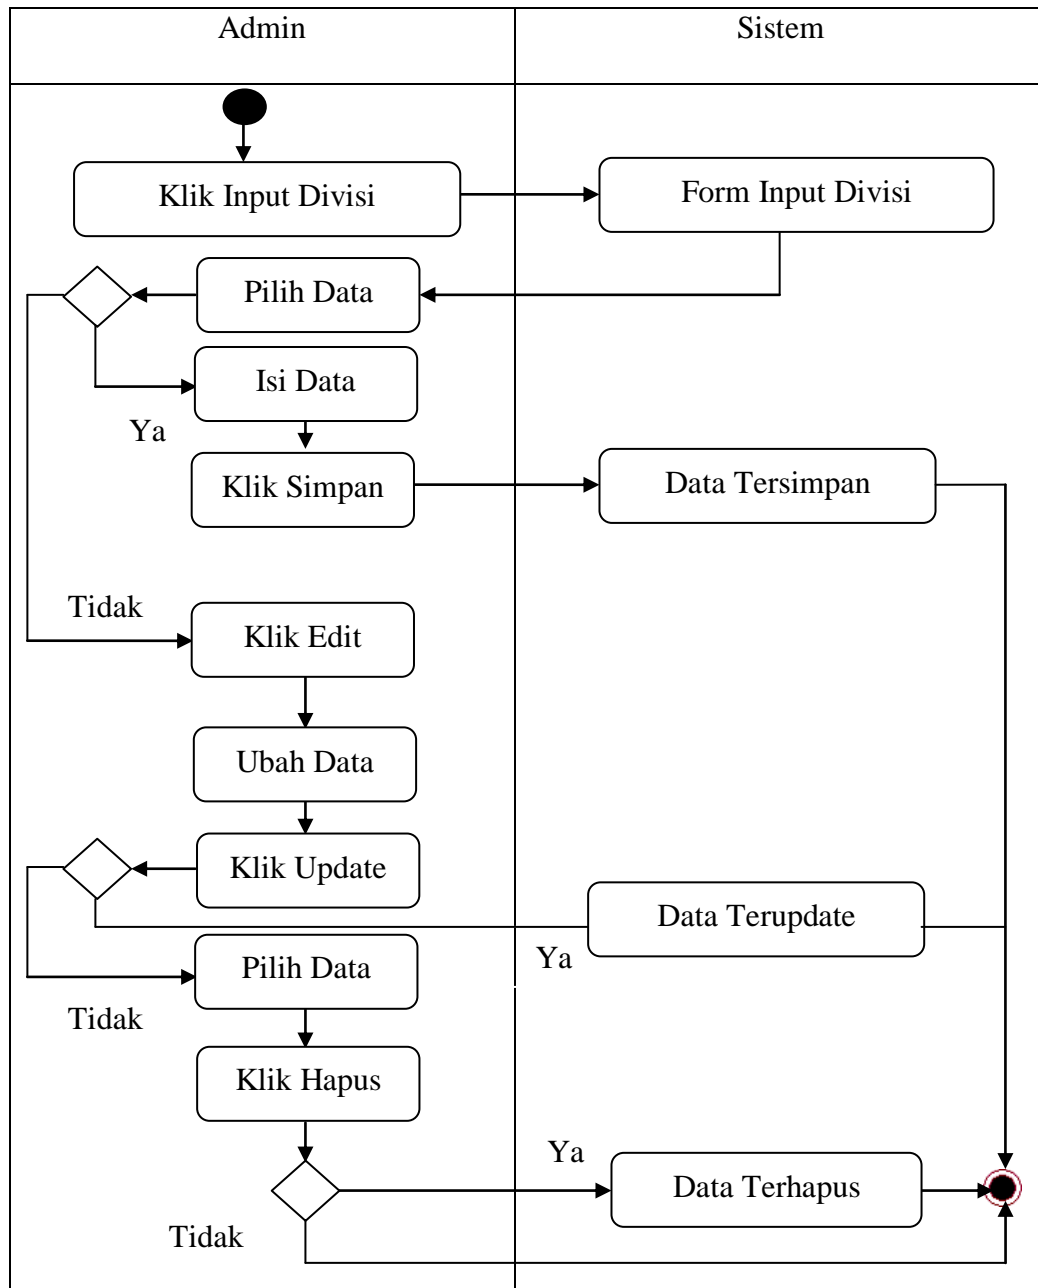 Admin
Sistem
Klik Input Divisi
Form Input Divisi
Pilih Data
Isi Data
Ya
Klik Simpan
Data Tersimpan
Tidak
Klik Edit
Ubah Data
Klik Update
Data Terupdate
Ya
Pilih Data
Tidak
Klik Hapus
Ya
Data Terhapus
Tidak